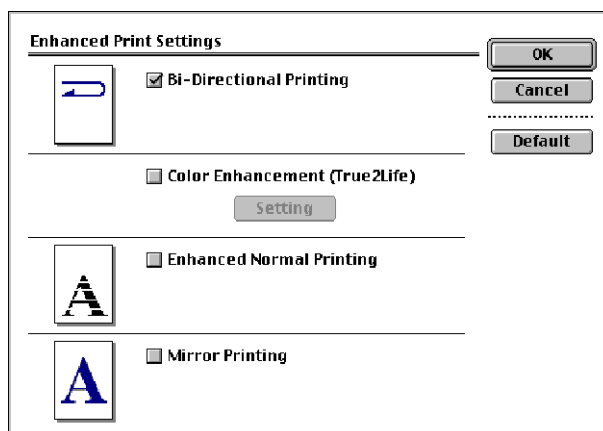 Enhanced Print Settings
OK
Bi-Directional Printing
Cancel
Default
Color Enhancement (True2Life)
Setting
A
Enhanced Normal Printing
A
Mirror Printing